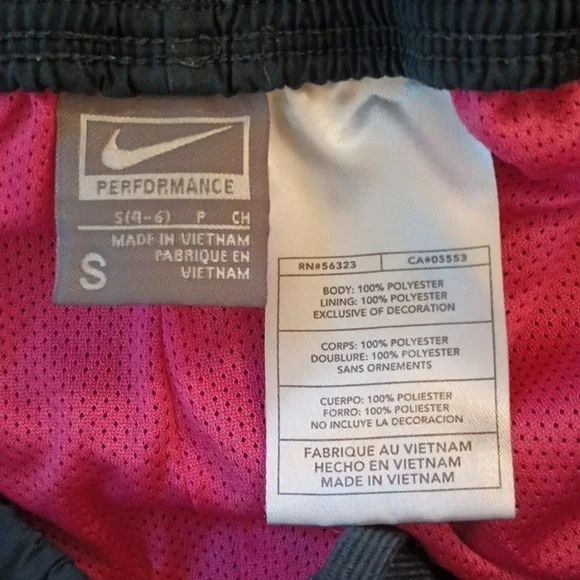 PERFORMANCE
S(4-6) P CH
MADE IN VIETNAM
FABRIQUE EN
VIETNAM
S
RN#56323 CA#05553
BODY: 100% POLYESTER
LINING: 100% POLYESTER
EXCLUSIVE OF DECORATION
CORPS: 100% POLYESTER
DOUBLURE: 100% POLYESTER
SANS ORNEMENTS
CUERPO: 100% POLIESTER
FORRO: 100% POLIESTER
NO INCLUYE LA DECORACION
FABRIQUE AU VIETNAM
HECHO EN VIETNAM
MADE IN VIETNAM